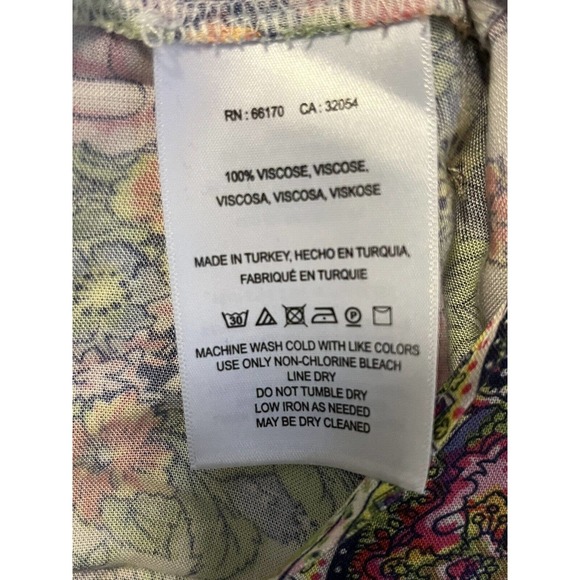 RN : 66170 CA : 32054
100% VISCOSE, VISCOSE,
VISCOSA, VISCOSA, VISKOSE
MADE IN TURKEY, HECHO EN TURQUIA,
FABRIQUÉ EN TURQUIE
30 P
MACHINE WASH COLD WITH LIKE COLORS
USE ONLY NON-CHLORINE BLEACH
LINE DRY
DO NOT TUMBLE DRY
LOW IRON AS NEEDED
MAY BE DRY CLEANED